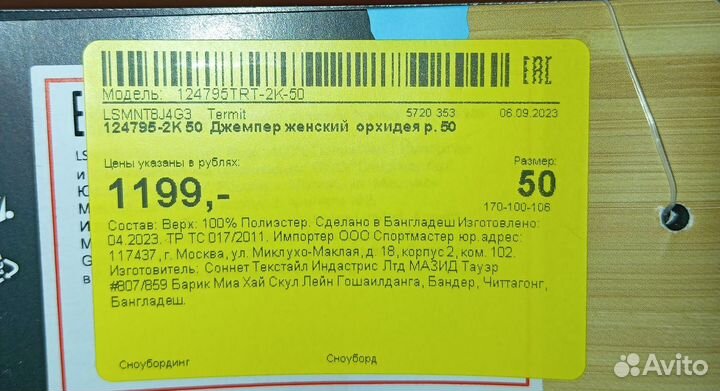 EAC
Модель: 124795TRT-2K-50
LSMNT8J4G3 Termit 5720 353 06.09.2023
124795-2K 50 Джемпер женский орхидея р. 50
Цены указаны в рублях: Размер:
1199,- 50
170-100-106
Состав: Верх: 100% Полиэстер. Сделано в Бангладеш Изготовлено:
04.2023. ТР ТС 017/2011. Импортер ООО Спортмастер юр. адрес:
117437, г. Москва, ул. Миклухо-Маклая, д. 18, корпус 2, ком. 102.
Изготовитель: Соннет Текстайл Индастрис Лтд МАЗИД Тауэр
#807/859 Барик Миа Хай Скул Лейн Гошаилданга, Бандер, Читтагонг,
Бангладеш.
Сноубординг Сноуборд
Avito